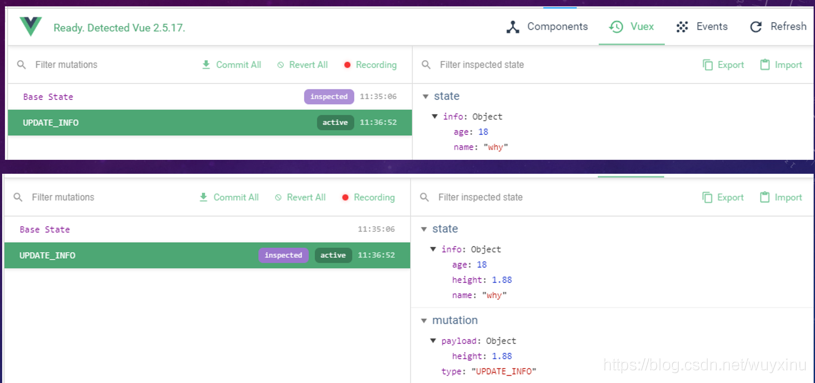 Ready. Detected Vue 2.5.17.
Components Vuex Events Refresh
Filter mutations Commit All Revert All Recording Filter inspected state Export Import
Base State inspected 11:35:06
UPDATE_INFO active 11:36:52
state
info: Object
age: 18
name: "why"
Filter mutations Commit All Revert All Recording Filter inspected state Export Import
Base State 11:35:06
UPDATE_INFO inspected active 11:36:52
state
info: Object
age: 18
height: 1.88
name: "why"
mutation
payload: Object
height: 1.88
type: "UPDATE_INFO"
https://blog.csdn.net/wuyxinu